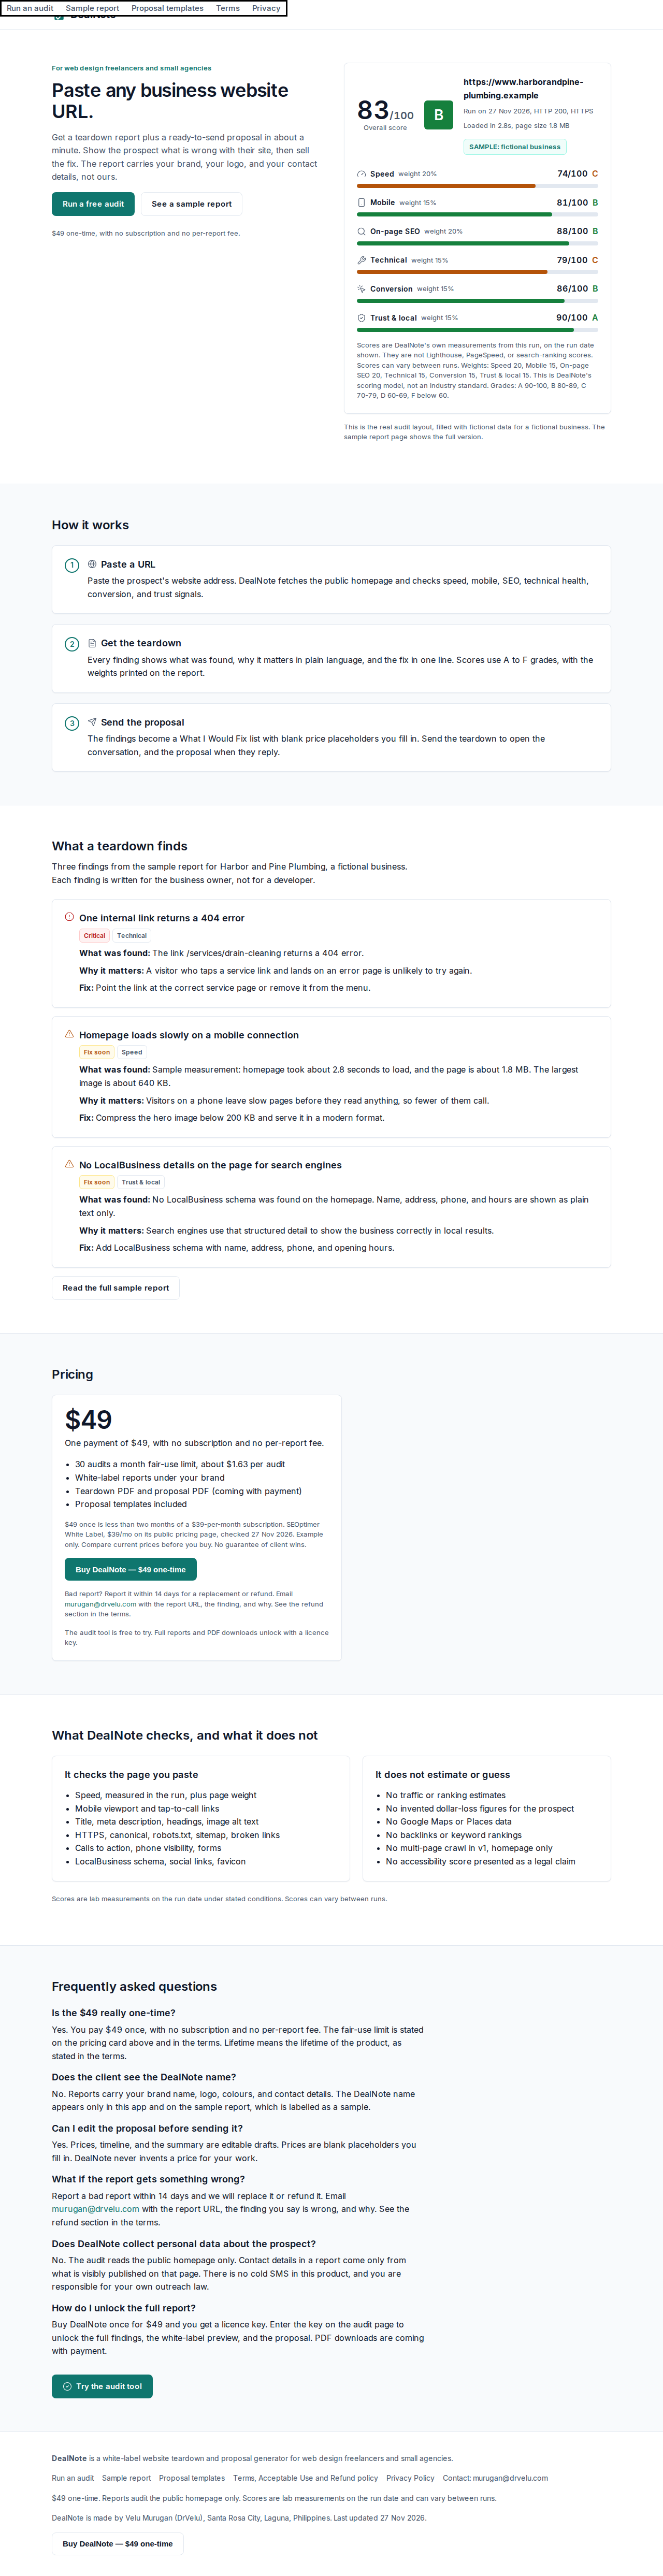 Run an audit Sample report Proposal templates Terms Privacy
For web design freelancers and small agencies
Paste any business website
URL.
Get a teardown report plus a ready-to-send proposal in about a
minute. Show the prospect what is wrong with their site, then sell
the fix. The report carries your brand, your logo, and your contact
details, not ours.
Run a free audit See a sample report
$49 one-time, with no subscription and no per-report fee.
83/100
Overall score
B
https://www.harborandpine-
plumbing.example
Run on 27 Nov 2026, HTTP 200, HTTPS
Loaded in 2.8s, page size 1.8 MB
SAMPLE: fictional business
Speed weight 20% 74/100 C
Mobile weight 15% 81/100 B
On-page SEO weight 20% 88/100 B
Technical weight 15% 79/100 C
Conversion weight 15% 86/100 B
Trust & local weight 15% 90/100 A
Scores are DealNote's own measurements from this run, on the run date
shown. They are not Lighthouse, PageSpeed, or search-ranking scores.
Scores can vary between runs. Weights: Speed 20, Mobile 15, On-page
SEO 20, Technical 15, Conversion 15, Trust & local 15. This is DealNote's
scoring model, not an industry standard. Grades: A 90-100, B 80-89, C
70-79, D 60-69, F below 60.
This is the real audit layout, filled with fictional data for a fictional business. The
sample report page shows the full version.
How it works
1 Paste a URL
Paste the prospect's website address. DealNote fetches the public homepage and checks speed, mobile, SEO, technical health,
conversion, and trust signals.
2 Get the teardown
Every finding shows what was found, why it matters in plain language, and the fix in one line. Scores use A to F grades, with the
weights printed on the report.
3 Send the proposal
The findings become a What I Would Fix list with blank price placeholders you fill in. Send the teardown to open the
conversation, and the proposal when they reply.
What a teardown finds
Three findings from the sample report for Harbor and Pine Plumbing, a fictional business.
Each finding is written for the business owner, not for a developer.
One internal link returns a 404 error
Critical Technical
What was found: The link /services/drain-cleaning returns a 404 error.
Why it matters: A visitor who taps a service link and lands on an error page is unlikely to try again.
Fix: Point the link at the correct service page or remove it from the menu.
Homepage loads slowly on a mobile connection
Fix soon Speed
What was found: Sample measurement: homepage took about 2.8 seconds to load, and the page is about 1.8 MB. The largest
image is about 640 KB.
Why it matters: Visitors on a phone leave slow pages before they read anything, so fewer of them call.
Fix: Compress the hero image below 200 KB and serve it in a modern format.
No LocalBusiness details on the page for search engines
Fix soon Trust & local
What was found: No LocalBusiness schema was found on the homepage. Name, address, phone, and hours are shown as plain
text only.
Why it matters: Search engines use that structured detail to show the business correctly in local results.
Fix: Add LocalBusiness schema with name, address, phone, and opening hours.
Read the full sample report
Pricing
$49
One payment of $49, with no subscription and no per-report fee.
• 30 audits a month fair-use limit, about $1.63 per audit
• White-label reports under your brand
• Teardown PDF and proposal PDF (coming with payment)
• Proposal templates included
$49 once is less than two months of a $39-per-month subscription. SEOptimer
White Label, $39/mo on its public pricing page, checked 27 Nov 2026. Example
only. Compare current prices before you buy. No guarantee of client wins.
Buy DealNote — $49 one-time
Bad report? Report it within 14 days for a replacement or refund. Email
murugan@drvelu.com with the report URL, the finding, and why. See the refund
section in the terms.
The audit tool is free to try. Full reports and PDF downloads unlock with a licence
key.
What DealNote checks, and what it does not
It checks the page you paste
• Speed, measured in the run, plus page weight
• Mobile viewport and tap-to-call links
• Title, meta description, headings, image alt text
• HTTPS, canonical, robots.txt, sitemap, broken links
• Calls to action, phone visibility, forms
• LocalBusiness schema, social links, favicon
It does not estimate or guess
• No traffic or ranking estimates
• No invented dollar-loss figures for the prospect
• No Google Maps or Places data
• No backlinks or keyword rankings
• No multi-page crawl in v1, homepage only
• No accessibility score presented as a legal claim
Scores are lab measurements on the run date under stated conditions. Scores can vary between runs.
Frequently asked questions
Is the $49 really one-time?
Yes. You pay $49 once, with no subscription and no per-report fee. The fair-use limit is stated
on the pricing card above and in the terms. Lifetime means the lifetime of the product, as
stated in the terms.
Does the client see the DealNote name?
No. Reports carry your brand name, logo, colours, and contact details. The DealNote name
appears only in this app and on the sample report, which is labelled as a sample.
Can I edit the proposal before sending it?
Yes. Prices, timeline, and the summary are editable drafts. Prices are blank placeholders you
fill in. DealNote never invents a price for your work.
What if the report gets something wrong?
Report a bad report within 14 days and we will replace it or refund it. Email
murugan@drvelu.com with the report URL, the finding you say is wrong, and why. See the
refund section in the terms.
Does DealNote collect personal data about the prospect?
No. The audit reads the public homepage only. Contact details in a report come only from
what is visibly published on that page. There is no cold SMS in this product, and you are
responsible for your own outreach law.
How do I unlock the full report?
Buy DealNote once for $49 and you get a licence key. Enter the key on the audit page to
unlock the full findings, the white-label preview, and the proposal. PDF downloads are coming
with payment.
Try the audit tool
DealNote is a white-label website teardown and proposal generator for web design freelancers and small agencies.
Run an audit Sample report Proposal templates Terms, Acceptable Use and Refund policy Privacy Policy Contact: murugan@drvelu.com
$49 one-time. Reports audit the public homepage only. Scores are lab measurements on the run date and can vary between runs.
DealNote is made by Velu Murugan (DrVelu), Santa Rosa City, Laguna, Philippines. Last updated 27 Nov 2026.
Buy DealNote — $49 one-time